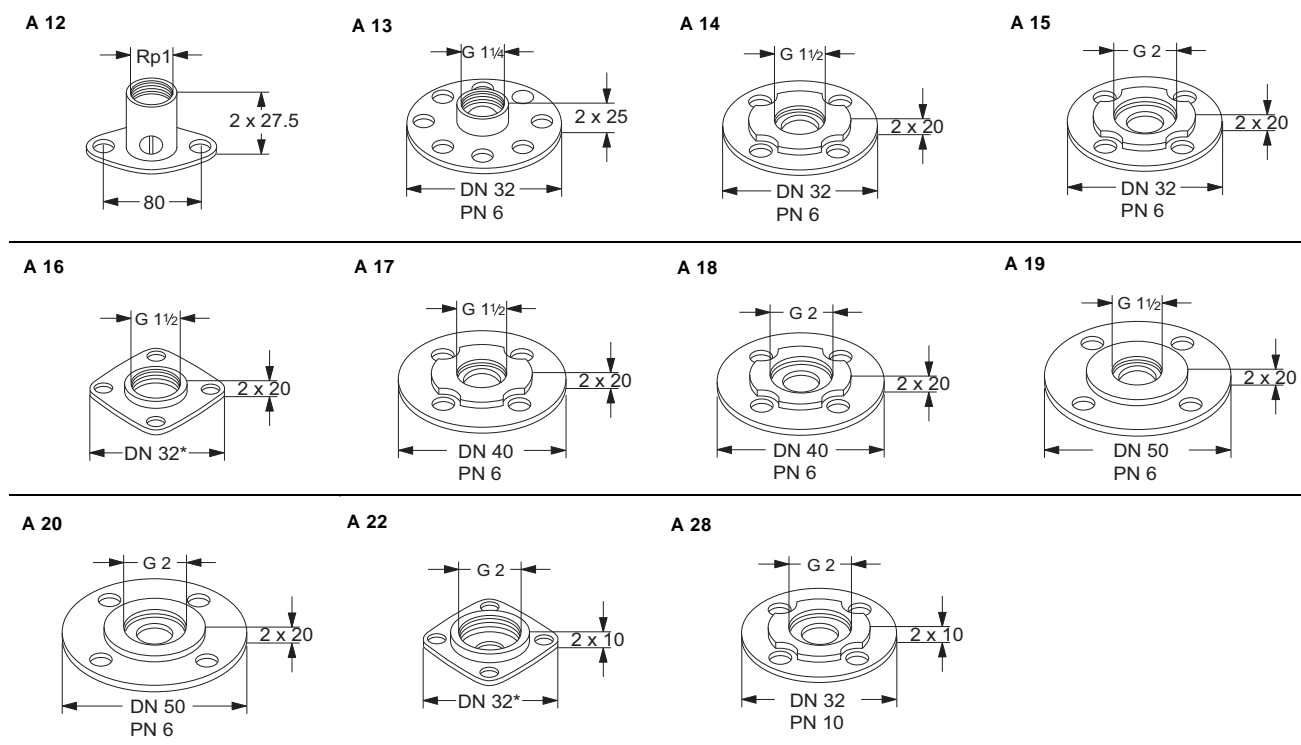 A 12
Rp1
2 x 27.5
80
A 13
G 1¼
2 x 25
DN 32
PN 6
A 14
G 1½
2 x 20
DN 32
PN 6
A 15
G 2
2 x 20
DN 32
PN 6
A 16
G 1½
2 x 20
DN 32*
A 17
G 1½
2 x 20
DN 40
PN 6
A 18
G 2
2 x 20
DN 40
PN 6
A 19
G 1½
2 x 20
DN 50
PN 6
A 20
G 2
2 x 20
DN 50
PN 6
A 22
G 2
2 x 10
DN 32*
A 28
G 2
2 x 10
DN 32
PN 10